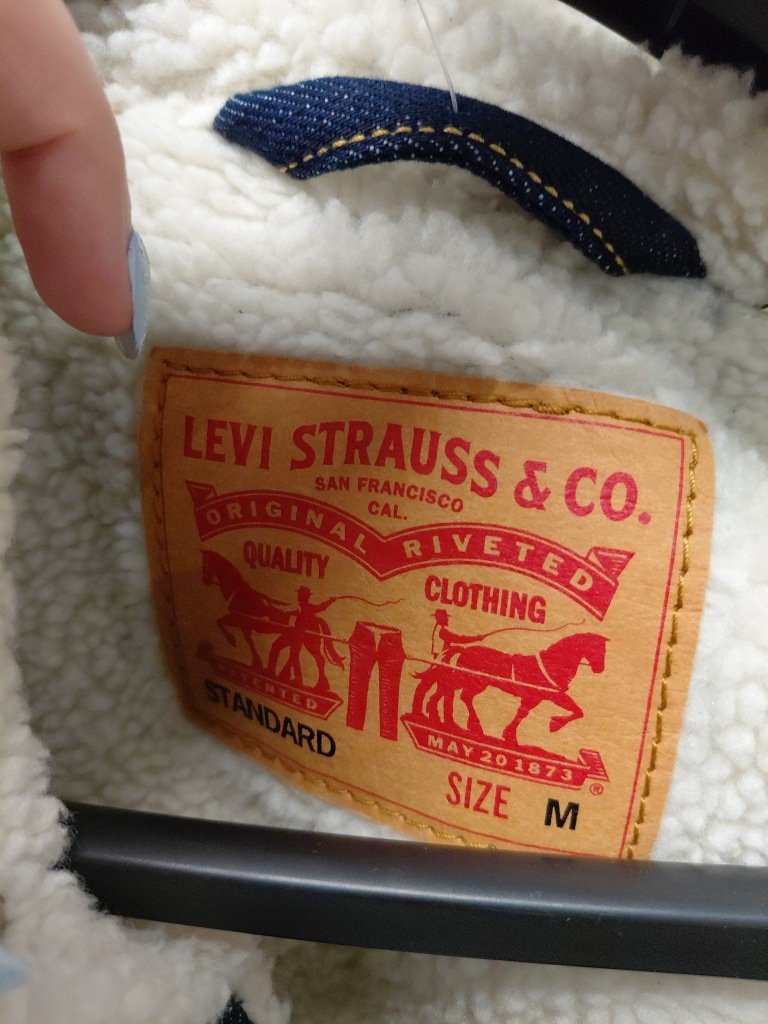 LEVI STRAUSS & CO.
SAN FRANCISCO
CAL.
ORIGINAL RIVETED
QUALITY
CLOTHING
PATENTED
MAY 20 1873
STANDARD
SIZE M
®